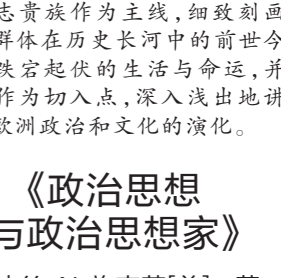 志贵族作为主线,细致刻画
群体在历史长河中的前世今
跌宕起伏的生活与命运,并
作为切入点,深入浅出地讲
欧洲政治和文化的演化。
《政治思想
与政治思想家》